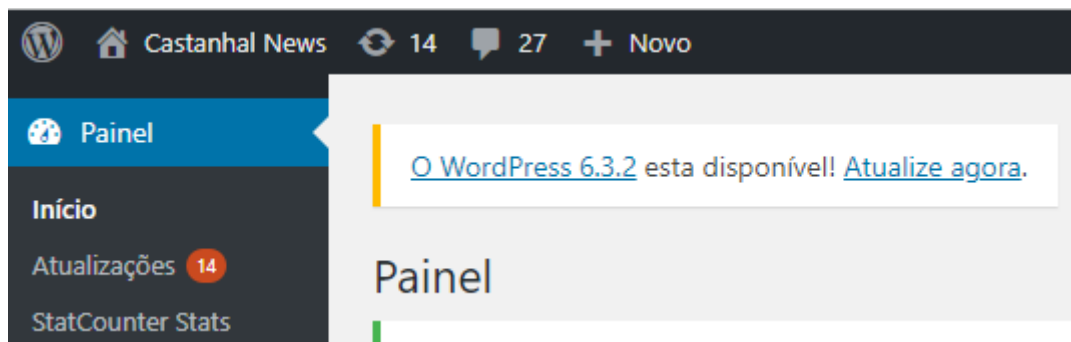 Castanhal News 14 27 + Novo
Painel
O WordPress 6.3.2 esta disponível! Atualize agora.
Início
Atualizações 14
Painel
StatCounter Stats